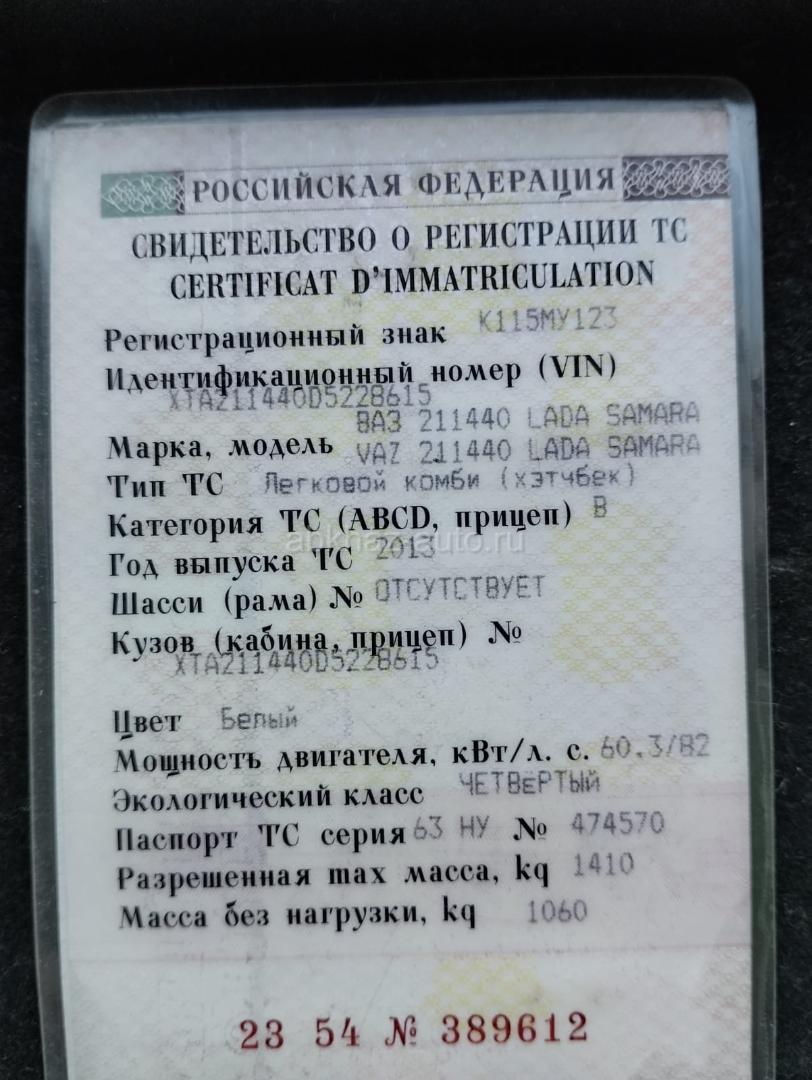 РОССИЙСКАЯ ФЕДЕРАЦИЯ
СВИДЕТЕЛЬСТВО О РЕГИСТРАЦИИ ТС
CERTIFICAT D'IMMATRICULATION
Регистрационный знак К115МУ123
Идентификационный номер (VIN)
XTA211440D5228615
ВАЗ 211440 LADA SAMARA
Марка, модель VAZ 211440 LADA SAMARA
Тип ТС Легковой комби (хэтчбек)
Категория ТС (ABCD, прицеп) B
Год выпуска ТС 2013
Шасси (рама) № ОТСУТСТВУЕТ
Кузов (кабина, прицеп) №
XTA211440D5228615
Цвет Белый
Мощность двигателя, кВт/л. с. 60.3/82
Экологический класс ЧЕТВЕРТЫЙ
Паспорт ТС серия 63 НУ № 474570
Разрешенная max масса, kg 1410
Масса без нагрузки, kg 1060
23 54 № 389612